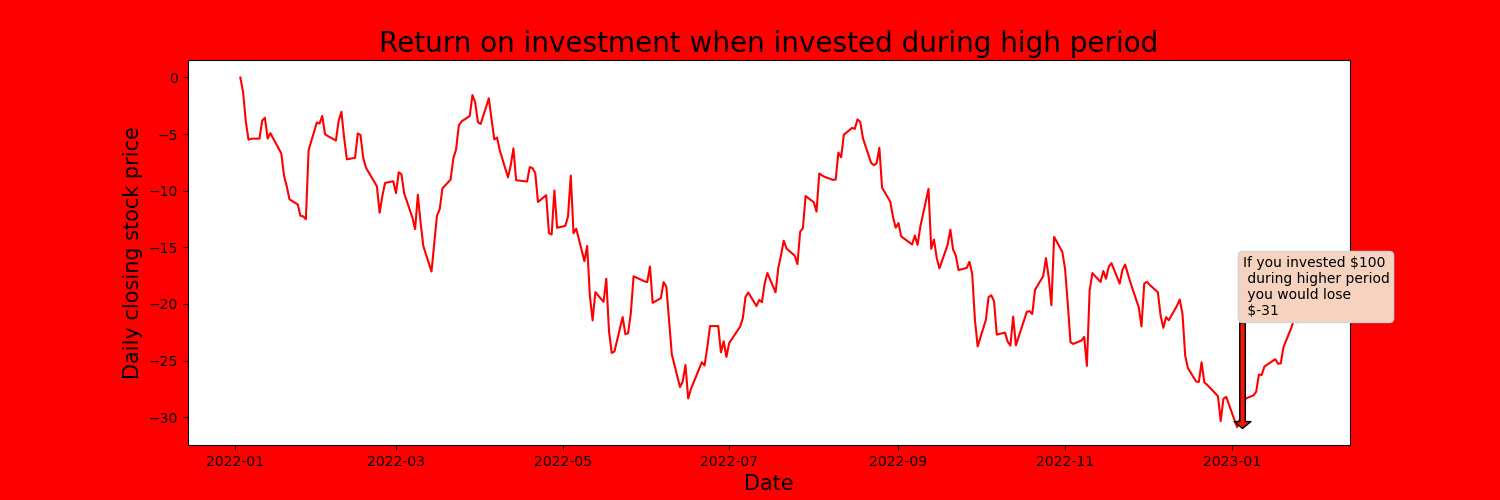 Return on investment when invested during high period
Daily closing stock price
0
−5
−10
−15
−20
−25
−30
If you invested $100
during higher period
you would lose
$-31
2022-01
2022-03
2022-05
2022-07
2022-09
2022-11
2023-01
Date